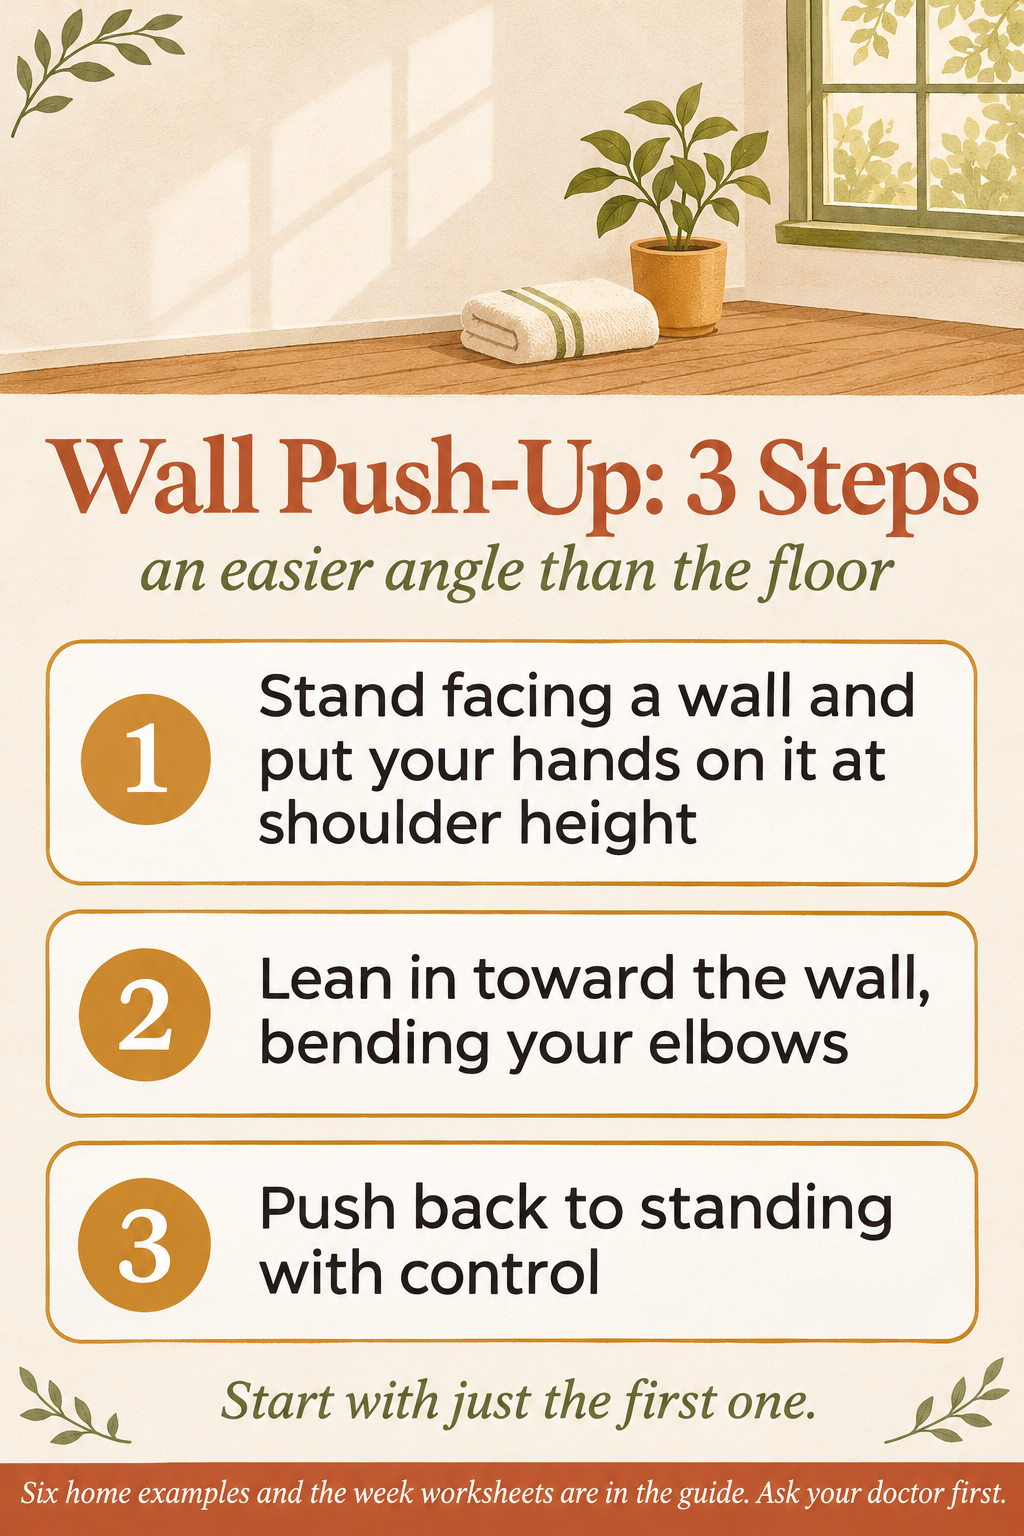 Wall Push-Up: 3 Steps
an easier angle than the floor
1
Stand facing a wall and
put your hands on it at
shoulder height
2
Lean in toward the wall,
bending your elbows
3
Push back to standing
with control
Start with just the first one.
Six home examples and the week worksheets are in the guide. Ask your doctor first.